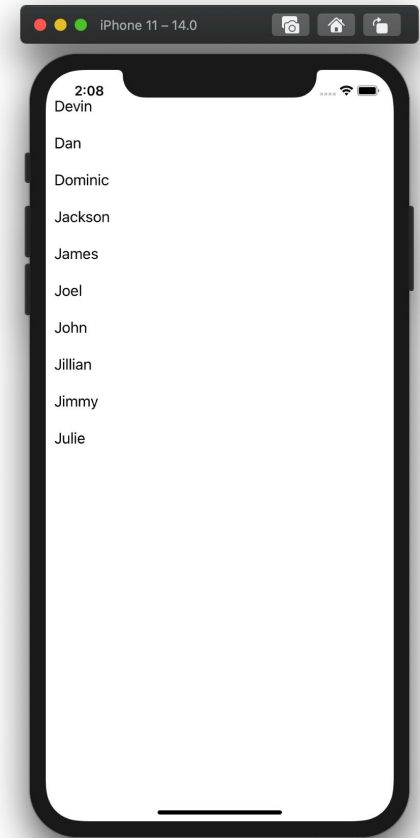 iPhone 11 – 14.0
2:08
Devin
Dan
Dominic
Jackson
James
Joel
John
Jillian
Jimmy
Julie